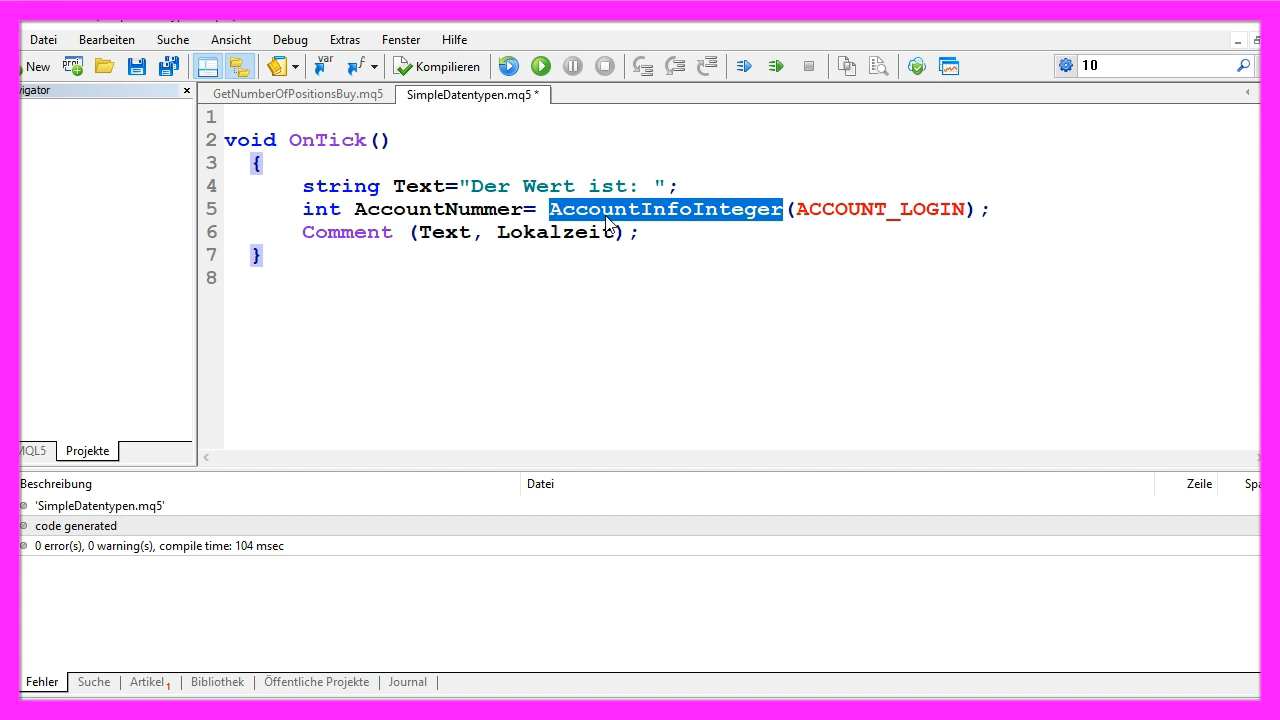 Datei Bearbeiten Suche Ansicht Debug Extras Fenster Hilfe
New Kompilieren 10
GetNumberOfPositionsBuy.mq5 SimpleDatentypen.mq5 *
1
2 void OnTick()
3 {
4 string Text="Der Wert ist: ";
5 int AccountNummer= AccountInfoInteger(ACCOUNT_LOGIN);
6 Comment (Text, Lokalzeit);
7 }
8
MQL5 Projekte
Beschreibung Datei Zeile
'SimpleDatentypen.mq5'
code generated
0 error(s), 0 warning(s), compile time: 104 msec
Fehler Suche Artikel 1 Bibliothek Öffentliche Projekte Journal